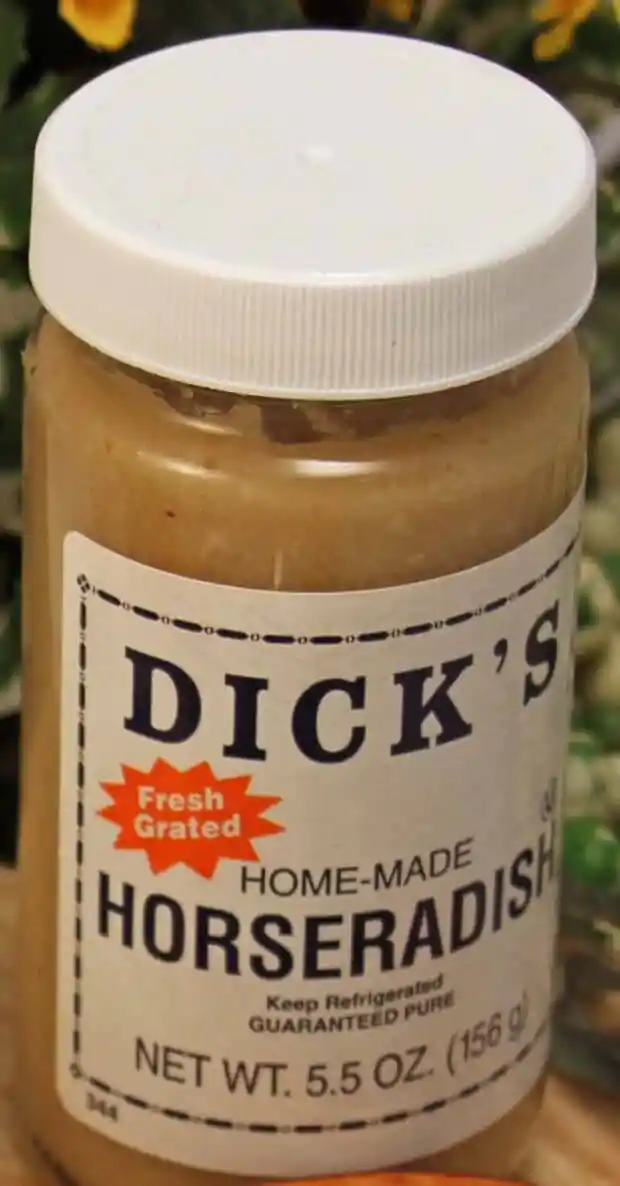 DICK'S
Fresh
Grated
HOME-MADE
HORSERADISH
Keep Refrigerated
GUARANTEED PURE
NET WT. 5.5 OZ. (156 g)
344